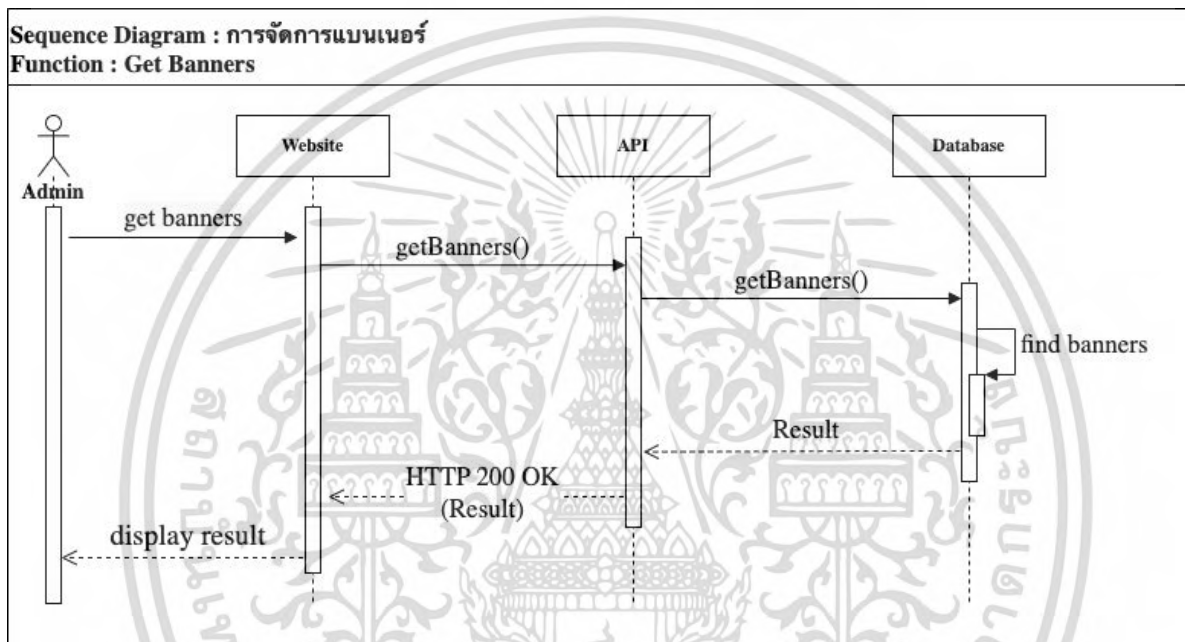 Sequence Diagram : การจัดการแบนเนอร์
Function : Get Banners
Website
API
Database
Admin
get banners
getBanners()
getBanners()
find banners
Result
HTTP 200 OK
(Result)
display result